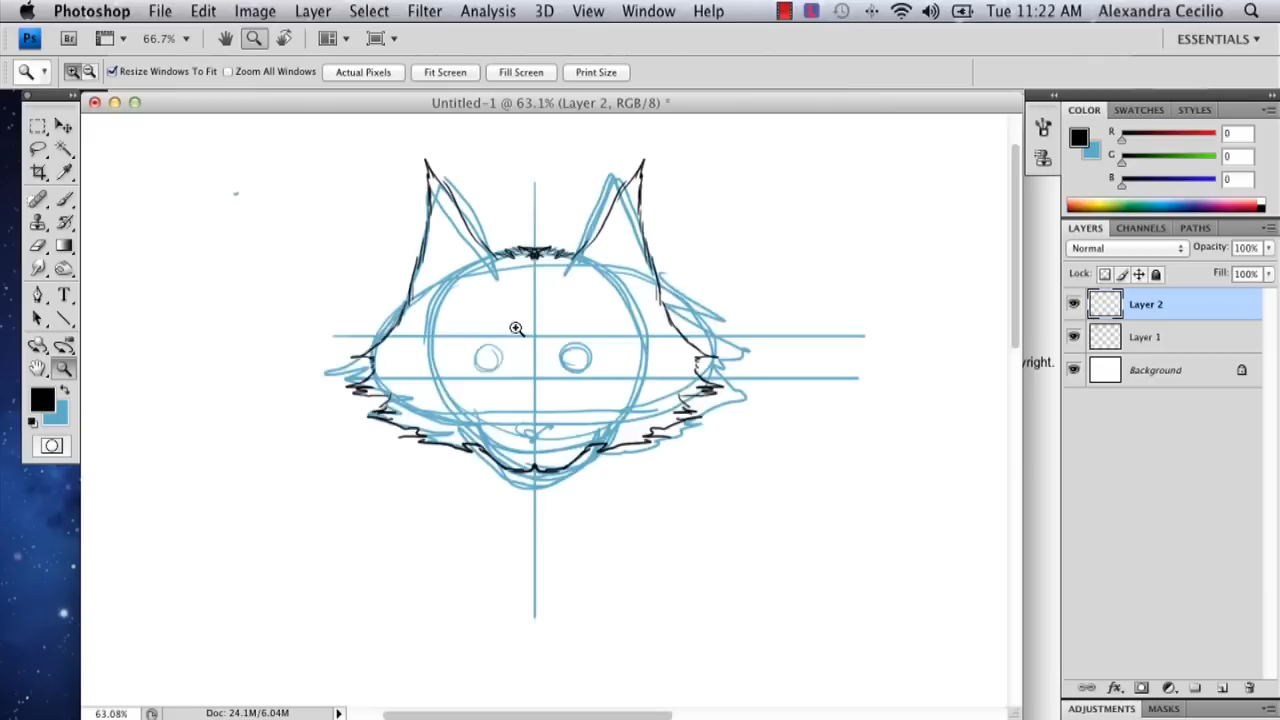 Photoshop File Edit Image Layer Select Filter Analysis 3D View Window Help Tue 11:22 AM Alexandra Cecilio
Ps Br 66.7% ESSENTIALS
Resize Windows To Fit Zoom All Windows Actual Pixels Fit Screen Fill Screen Print Size
Untitled-1 @ 63.1% (Layer 2, RGB/8) *
COLOR SWATCHES STYLES
R 0
G 0
B 0
LAYERS CHANNELS PATHS
Normal Opacity: 100%
Lock: Fill: 100%
Layer 2
Layer 1
yright.
Background
T
fx
63.08% Doc: 24.1M/6.04M
ADJUSTMENTS MASKS